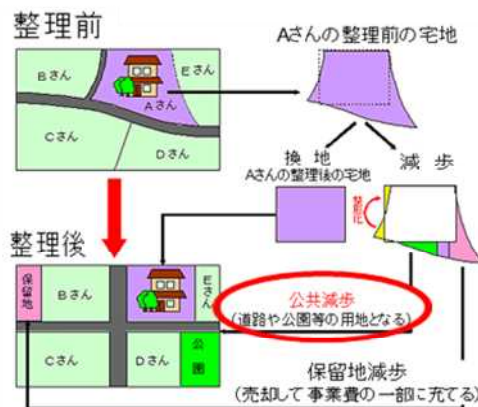 整理前
Aさんの整理前の宅地
Bさん
Eさん
Aさん
Cさん
Dさん
換 地
Aさんの整理後の宅地
減 歩
整形化
整理後
保留地
Bさん
Eさん
Cさん
Dさん
公園
公共減歩
(道路や公園等の用地となる)
保留地減歩
(売却して事業費の一部に充てる)